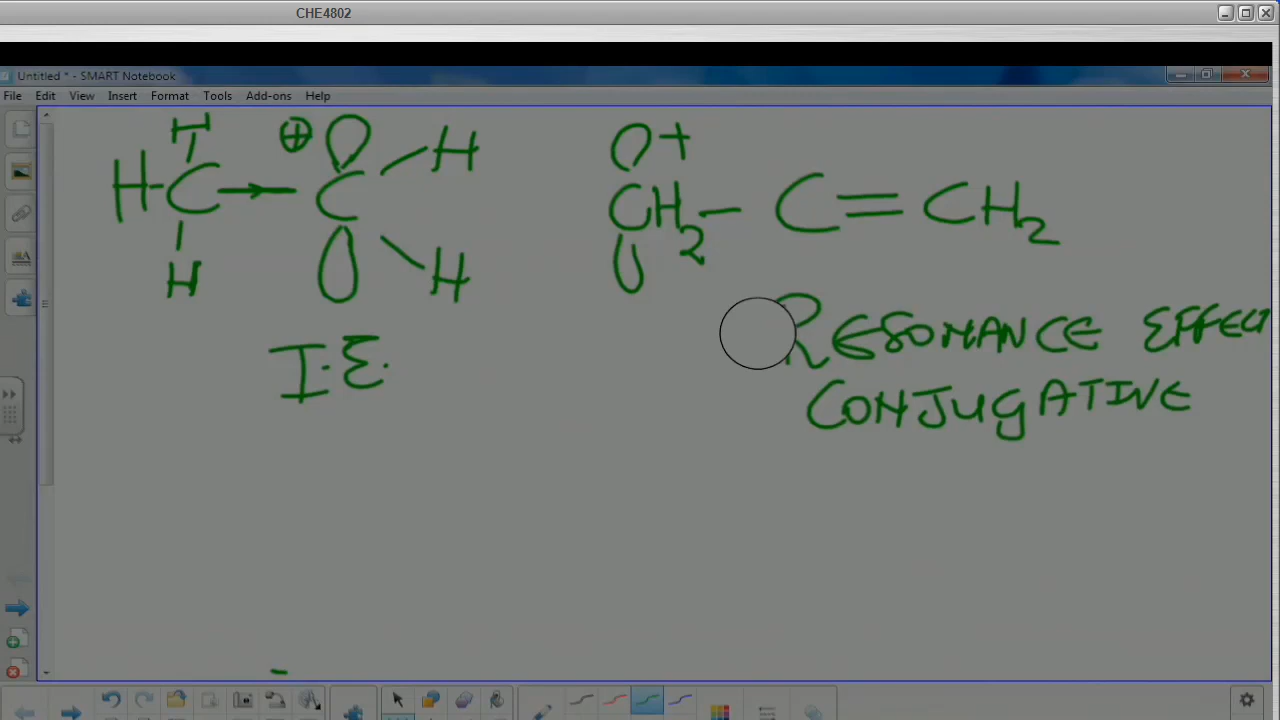 CHE4802
Untitled * - SMART Notebook
File Edit View Insert Format Tools Add-ons Help
H ⊕ H O+
H-C→C CH2-C=CH2
H H
RESONANCE EFFECT
I.E. CONJUGATIVE